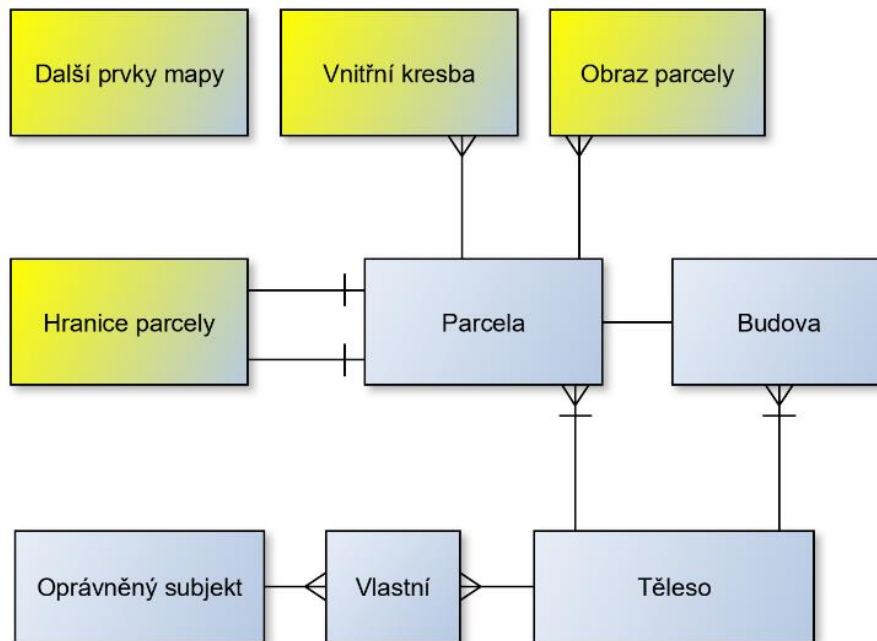 Další prvky mapy
Vnitřní kresba
Obraz parcely
Hranice parcely
Parcela
Budova
Oprávněný subjekt
Vlastní
Těleso